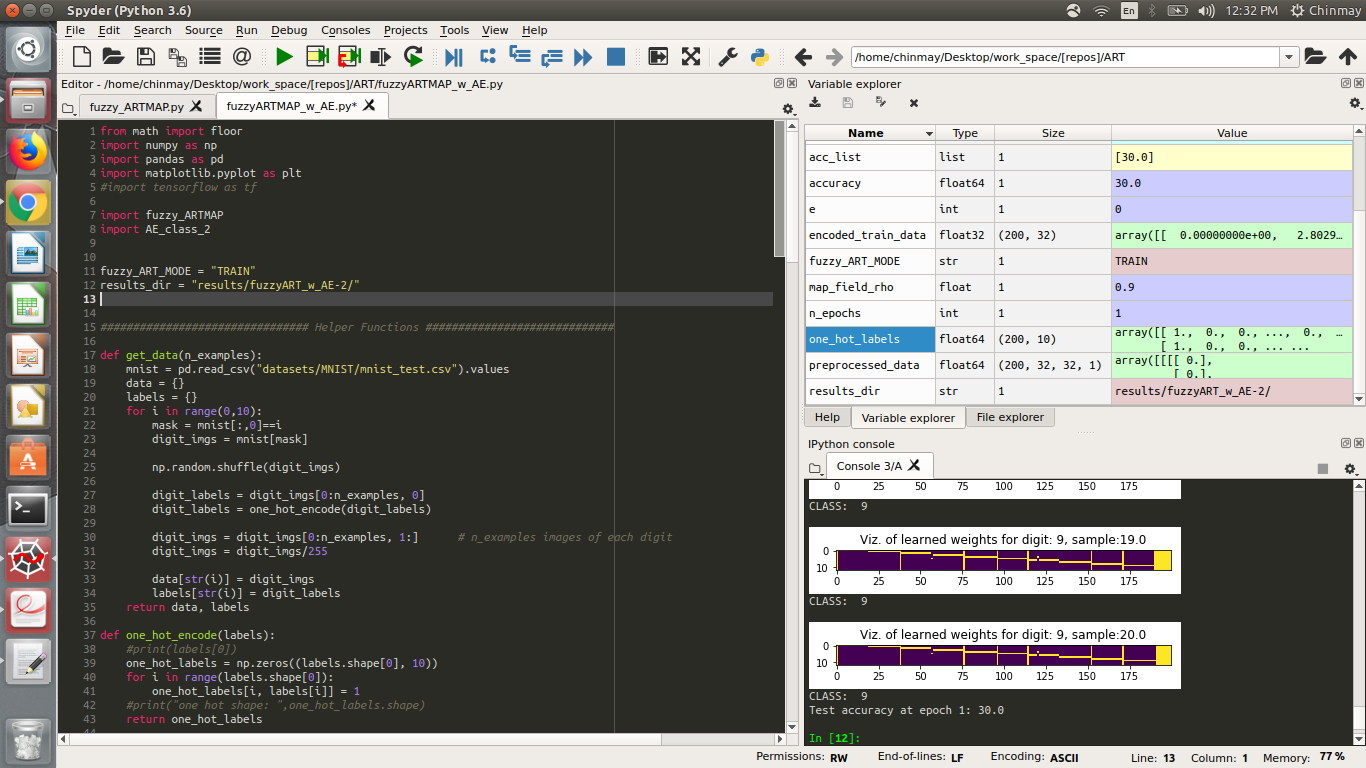 Spyder (Python 3.6)
En
12:32 PM
Chinmay
File Edit Search Source Run Debug Consoles Projects Tools View Help
/home/chinmay/Desktop/work_space/[repos]/ART
Editor - /home/chinmay/Desktop/work_space/[repos]/ART/fuzzyARTMAP_w_AE.py
fuzzy_ARTMAP.py
fuzzyARTMAP_w_AE.py*
1 from math import floor
2 import numpy as np
3 import pandas as pd
4 import matplotlib.pyplot as plt
5 #import tensorflow as tf
6
7 import fuzzy_ARTMAP
8 import AE_class_2
9
10
11 fuzzy_ART_MODE = "TRAIN"
12 results_dir = "results/fuzzyART_w_AE-2/"
13
14
15 ################################ Helper Functions #############################
16
17 def get_data(n_examples):
18 mnist = pd.read_csv("datasets/MNIST/mnist_test.csv").values
19 data = {}
20 labels = {}
21 for i in range(0,10):
22 mask = mnist[:,0]==i
23 digit_imgs = mnist[mask]
24
25 np.random.shuffle(digit_imgs)
26
27 digit_labels = digit_imgs[0:n_examples, 0]
28 digit_labels = one_hot_encode(digit_labels)
29
30 digit_imgs = digit_imgs[0:n_examples, 1:] # n_examples images of each digit
31 digit_imgs = digit_imgs/255
32
33 data[str(i)] = digit_imgs
34 labels[str(i)] = digit_labels
35 return data, labels
36
37 def one_hot_encode(labels):
38 #print(labels[0])
39 one_hot_labels = np.zeros((labels.shape[0], 10))
40 for i in range(labels.shape[0]):
41 one_hot_labels[i, labels[i]] = 1
42 #print("one hot shape: ",one_hot_labels.shape)
43 return one_hot_labels
Variable explorer
Name Type Size Value
acc_list list 1 [30.0]
accuracy float64 1 30.0
e int 1 0
encoded_train_data float32 (200, 32) array([[ 0.00000000e+00, 2.8029…
fuzzy_ART_MODE str 1 TRAIN
map_field_rho float 1 0.9
n_epochs int 1 1
one_hot_labels float64 (200, 10) array([[ 1., 0., 0., ..., 0., …
[ 1., 0., 0., ... ...
preprocessed_data float64 (200, 32, 32, 1) array([[[[ 0.],
[ 0.],
results_dir str 1 results/fuzzyART_w_AE-2/
Help Variable explorer File explorer
IPython console
Console 3/A
0 25 50 75 100 125 150 175
CLASS: 9
Viz. of learned weights for digit: 9, sample:19.0
0
10
0 25 50 75 100 125 150 175
CLASS: 9
Viz. of learned weights for digit: 9, sample:20.0
0
10
0 25 50 75 100 125 150 175
CLASS: 9
Test accuracy at epoch 1: 30.0
In [12]:
Permissions: RW End-of-lines: LF Encoding: ASCII Line: 13 Column: 1 Memory: 77 %